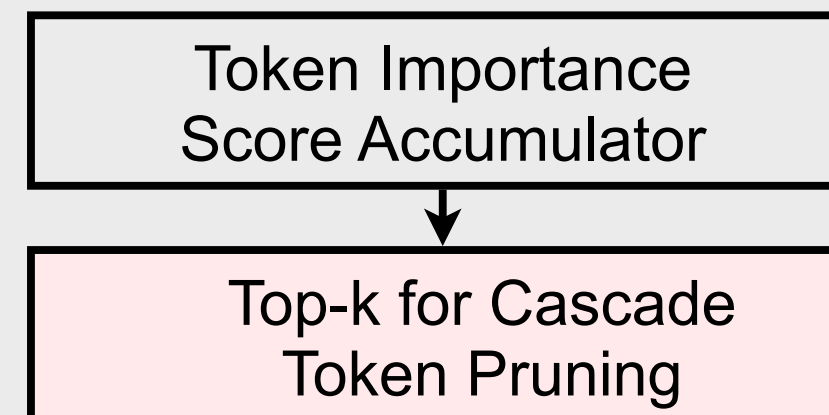 Token Importance
Score Accumulator
Top-k for Cascade
Token Pruning